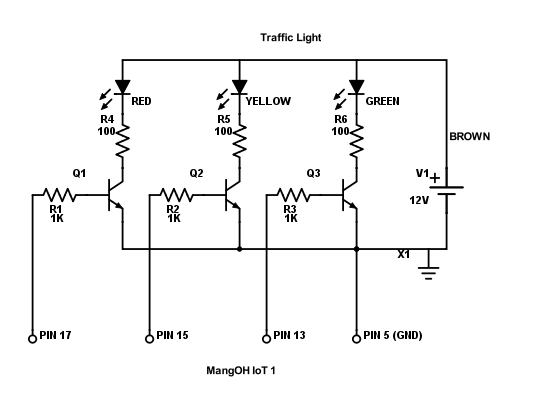 Traffic Light
RED
YELLOW
GREEN
R4
100
R5
100
R6
100
BROWN
Q1
Q2
Q3
V1
+
12V
R1
1K
R2
1K
R3
1K
X1
PIN 17
PIN 15
PIN 13
PIN 5 (GND)
MangOH IoT 1